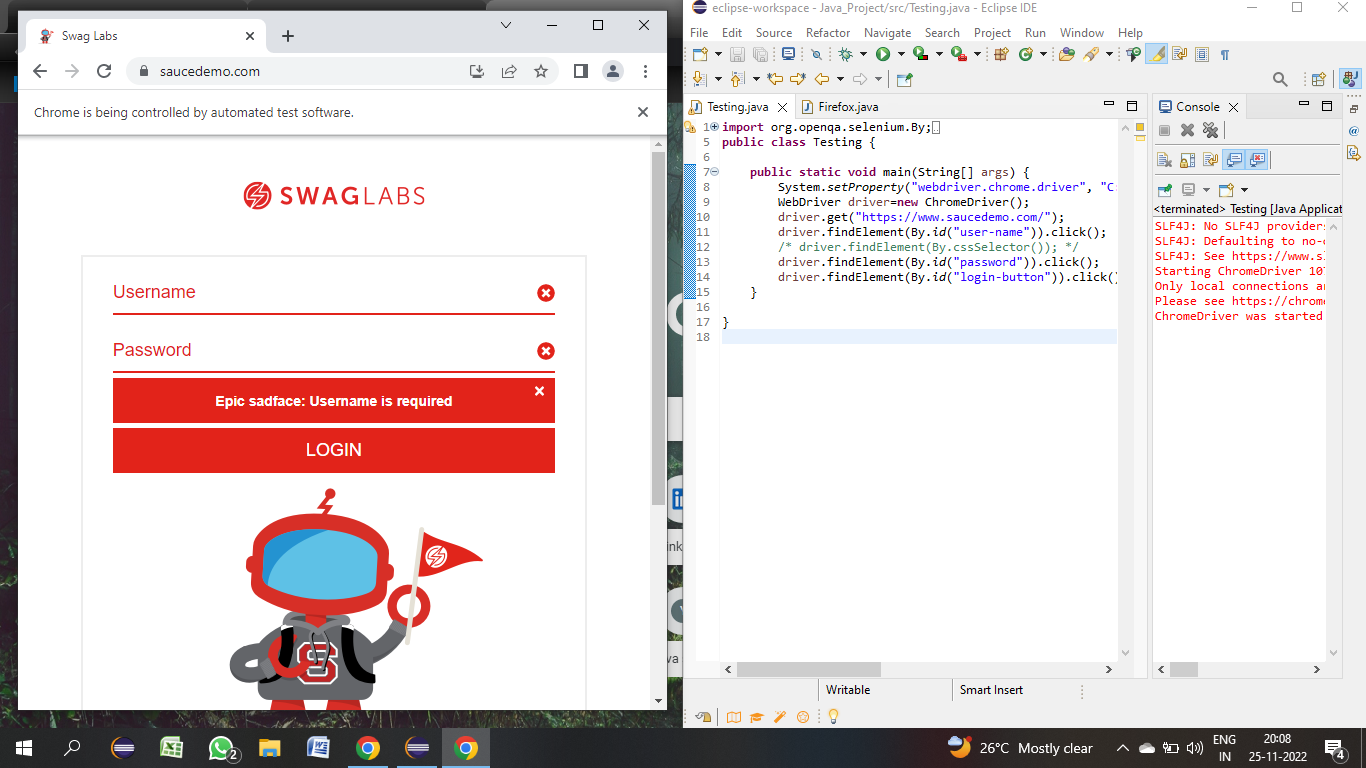 Swag Labs
saucedemo.com
Chrome is being controlled by automated test software.
SWAGLABS
Username
Password
Epic sadface: Username is required
LOGIN
S
eclipse-workspace - Java_Project/src/Testing.java - Eclipse IDE
File Edit Source Refactor Navigate Search Project Run Window Help
Testing.java
Firefox.java
1 import org.openqa.selenium.By;
5 public class Testing {
6
7 public static void main(String[] args) {
8 System.setProperty("webdriver.chrome.driver", "C:
9 WebDriver driver=new ChromeDriver();
10 driver.get("https://www.saucedemo.com/");
11 driver.findElement(By.id("user-name")).click();
12 /* driver.findElement(By.cssSelector()); */
13 driver.findElement(By.id("password")).click();
14 driver.findElement(By.id("login-button")).click()
15 }
16
17 }
18
Console
<terminated> Testing [Java Applicat
SLF4J: No SLF4J providers
SLF4J: Defaulting to no-
SLF4J: See https://www.sl
Starting ChromeDriver 107
Only local connections ar
Please see https://chrome
ChromeDriver was started
Writable
Smart Insert
2
26°C Mostly clear
ENG
IN
20:08
25-11-2022
4